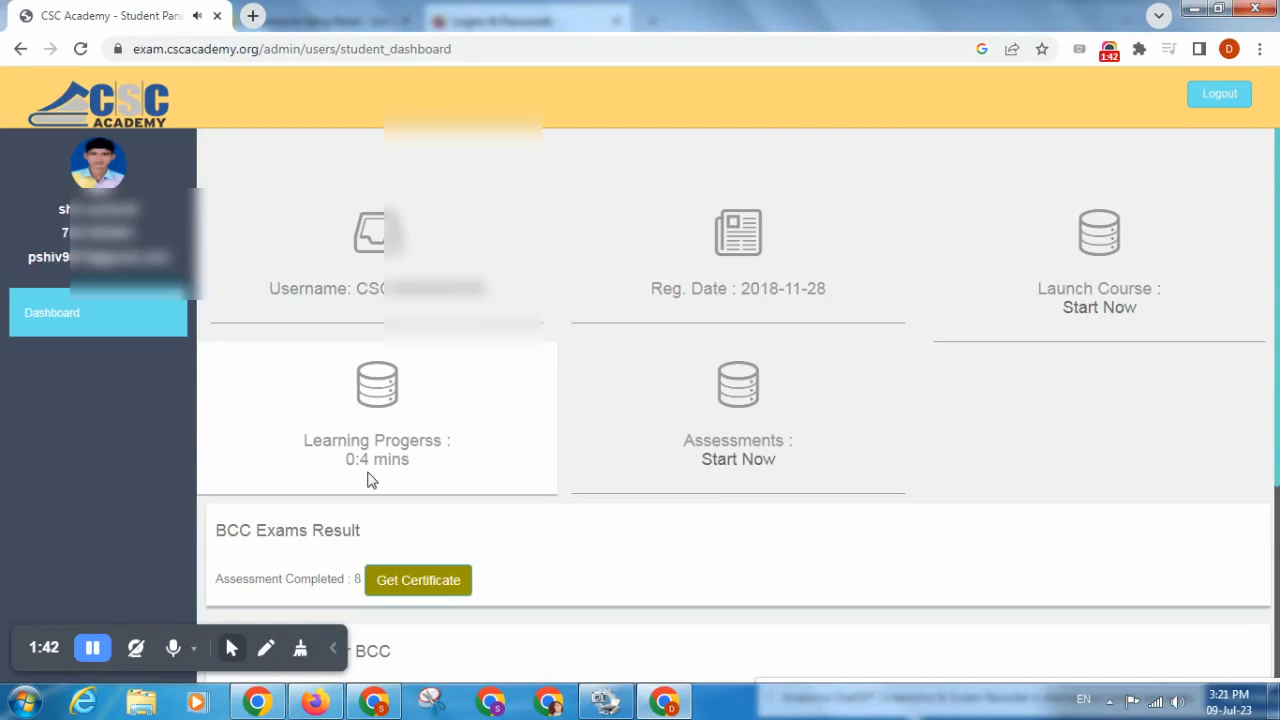 CSC Academy - Student Pan
exam.cscacademy.org/admin/users/student_dashboard
1:42
D
CSC
ACADEMY
Logout
Dashboard
Username: CSC
Reg. Date : 2018-11-28
Launch Course :
Start Now
Learning Progerss :
0:4 mins
Assessments :
Start Now
BCC Exams Result
Assessment Completed : 8 Get Certificate
BCC
1:42
EN
3:21 PM
09-Jul-23